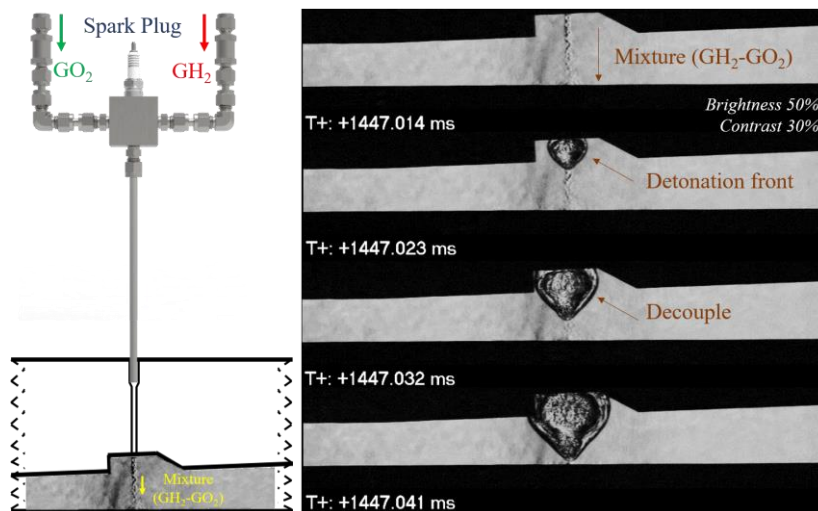 Spark Plug
GO2
GH2
Mixture
(GH2-GO2)
Mixture (GH2-GO2)
Brightness 50%
Contrast 30%
T+: +1447.014 ms
Detonation front
T+: +1447.023 ms
Decouple
T+: +1447.032 ms
T+: +1447.041 ms